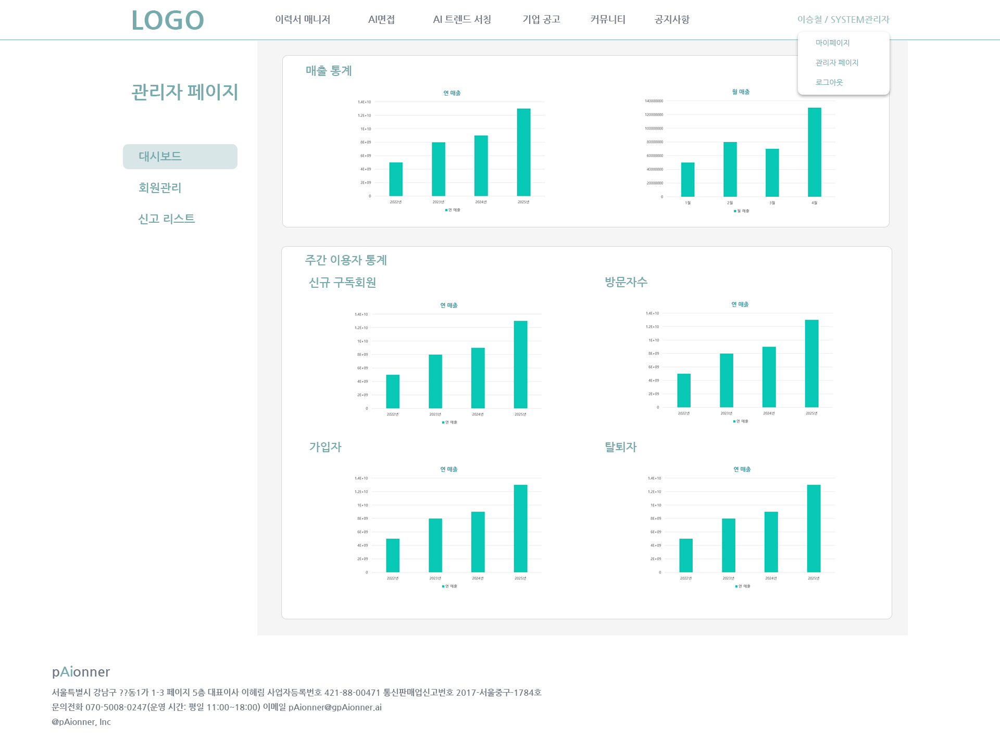 LOGO
이력서 매니저
AI면접
AI 트렌드 서칭
기업 공고
커뮤니티
공지사항
이승철 / SYSTEM관리자
마이페이지
관리자 페이지
로그아웃
관리자 페이지
대시보드
회원관리
신고 리스트
매출 통계
연 매출
1.4E+10
1.2E+10
1E+10
8E+09
6E+09
4E+09
2E+09
0
2022년 2023년 2024년 2025년
연 매출
월 매출
140000000
120000000
100000000
80000000
60000000
40000000
20000000
0
1월 2월 3월 4월
월 매출
주간 이용자 통계
신규 구독회원
연 매출
1.4E+10
1.2E+10
1E+10
8E+09
6E+09
4E+09
2E+09
0
2022년 2023년 2024년 2025년
연 매출
방문자수
연 매출
1.4E+10
1.2E+10
1E+10
8E+09
6E+09
4E+09
2E+09
0
2022년 2023년 2024년 2025년
연 매출
가입자
연 매출
1.4E+10
1.2E+10
1E+10
8E+09
6E+09
4E+09
2E+09
0
2022년 2023년 2024년 2025년
연 매출
탈퇴자
연 매출
1.4E+10
1.2E+10
1E+10
8E+09
6E+09
4E+09
2E+09
0
2022년 2023년 2024년 2025년
연 매출
pAionner
서울특별시 강남구 ??동1가 1-3 페이지 5층 대표이사 이혜림 사업자등록번호 421-88-00471 통신판매업신고번호 2017-서울중구-1784호
문의전화 070-5008-0247(운영 시간: 평일 11:00~18:00) 이메일 pAionner@gpAionner.ai
@pAionner, Inc